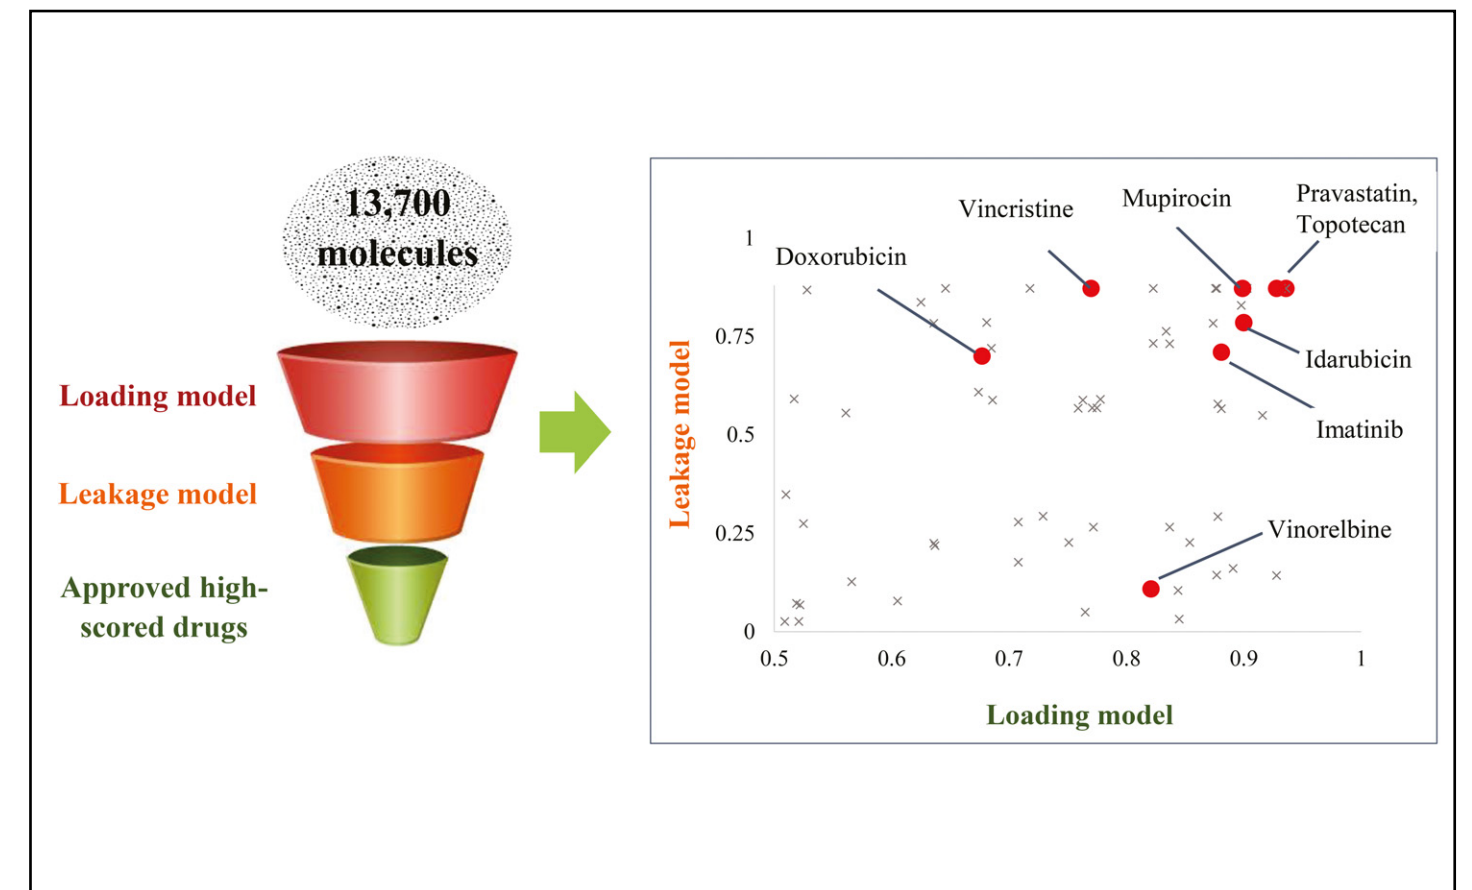 13,700
molecules
Loading model
Leakage model
Approved high-
scored drugs
Vincristine
Mupirocin
Pravastatin,
Topotecan
Doxorubicin
Idarubicin
Imatinib
Vinorelbine
Leakage model
1
0.75
0.5
0.25
0
0.5 0.6 0.7 0.8 0.9 1
Loading model